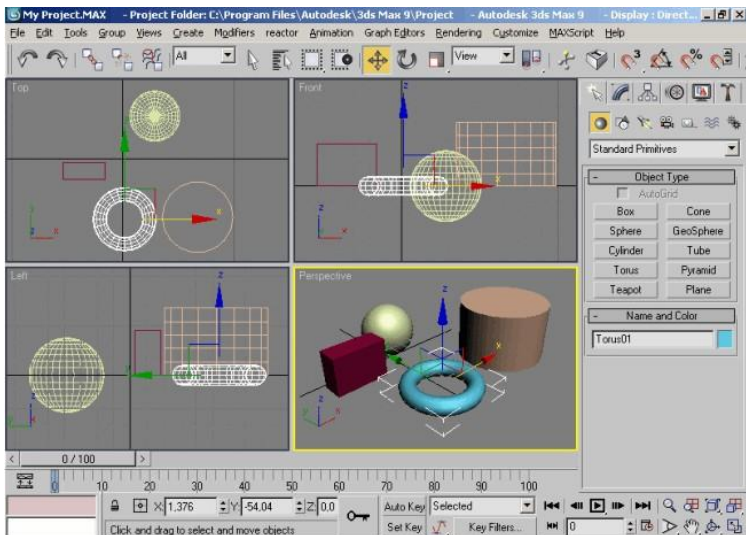 My Project.MAX - Project Folder: C:\Program Files\Autodesk\3ds Max 9\Project - Autodesk 3ds Max 9 - Display : Direct...
File Edit Tools Group Views Create Modifiers reactor Animation Graph Editors Rendering Customize MAXScript Help
All View 3 %
Top Front
z
y
x x
y
z x z x
Left Perspective
z z
x
y
z
y x
Standard Primitives
- Object Type
AutoGrid
Box Cone
Sphere GeoSphere
Cylinder Tube
Torus Pyramid
Teapot Plane
- Name and Color
Torus01
< 0 / 100 >
0 10 20 30 40 50 60 70 80 90 100
X: 1,376 Y: -54.04 Z: 0,0 Auto Key Selected
Click and drag to select and move objects Set Key Key Filters... 0